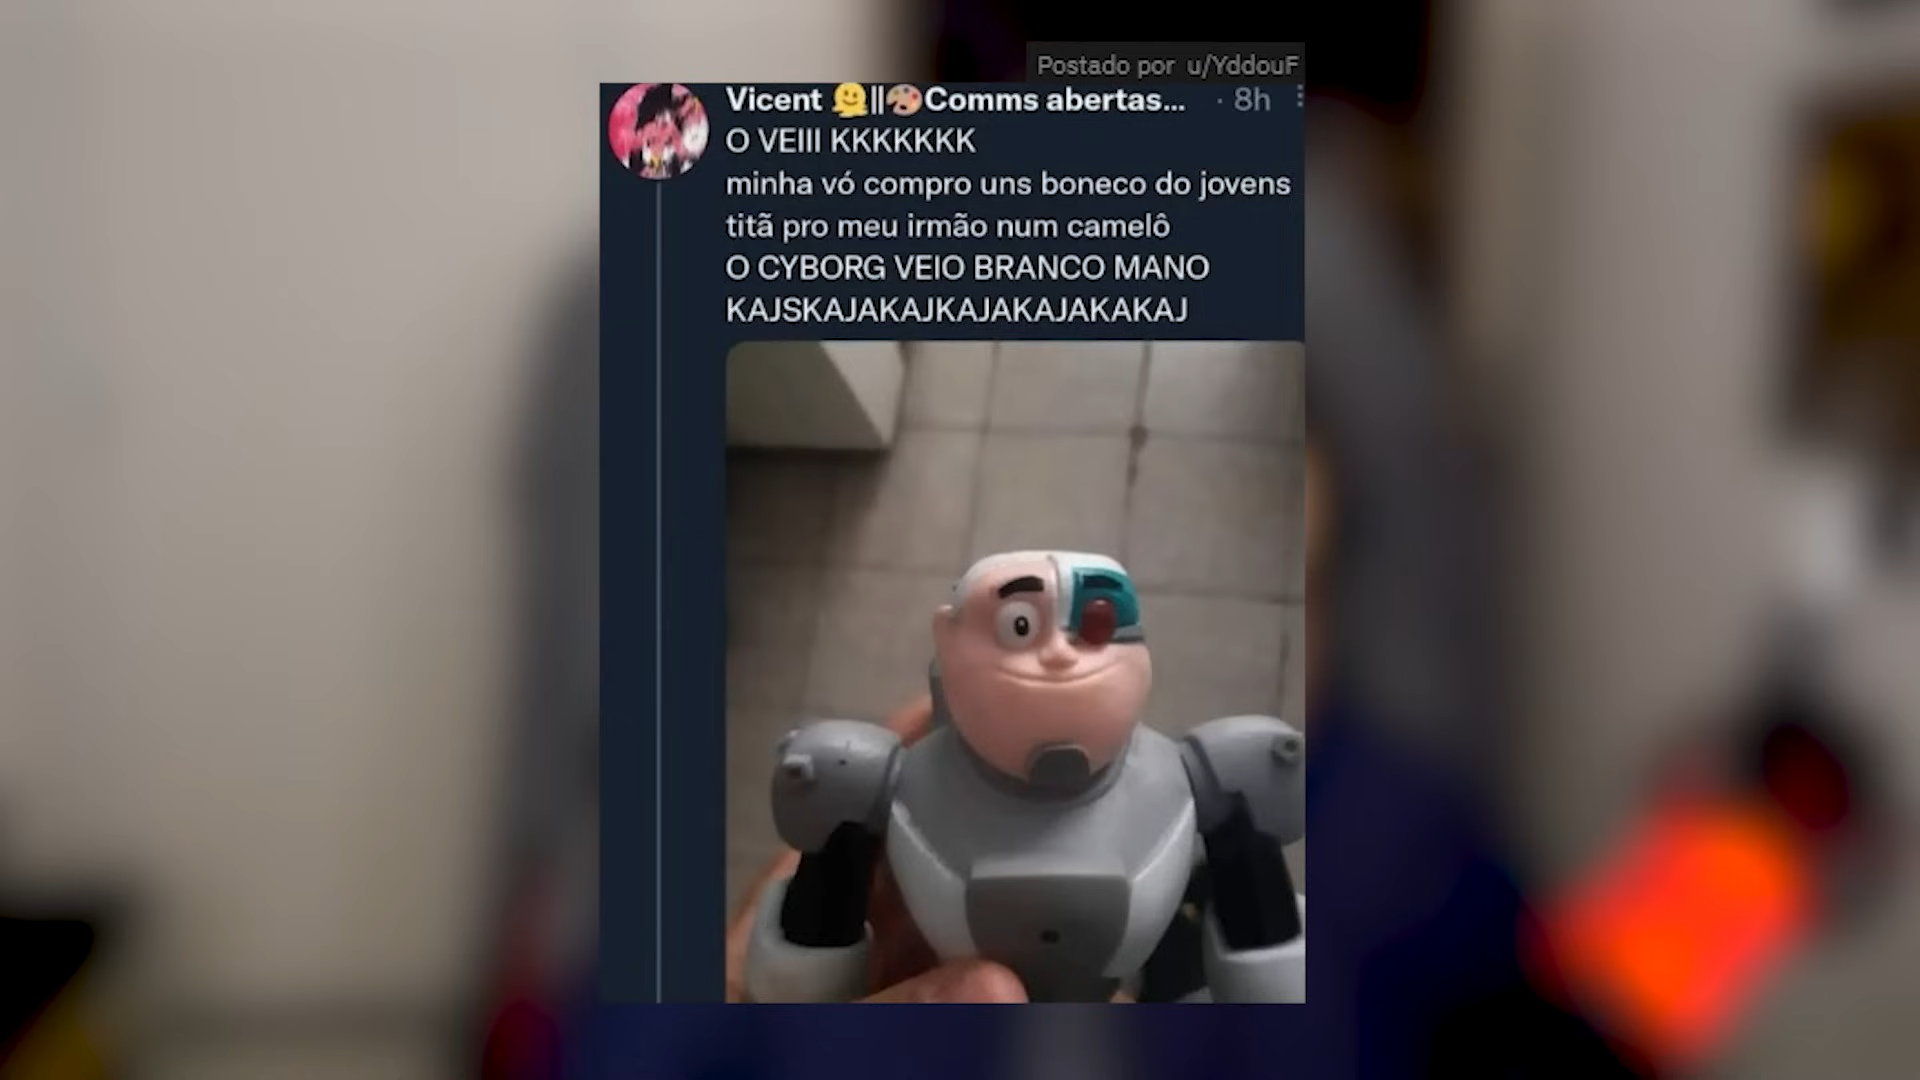 Postado por u/YddouF
Vicent 🫠||🎨Comms abertas... · 8h
O VEIII KKKKKKK
minha vó compro uns boneco do jovens
titã pro meu irmão num camelô
O CYBORG VEIO BRANCO MANO
KAJSKAJAKAJKAJAKAJAKAKAJ